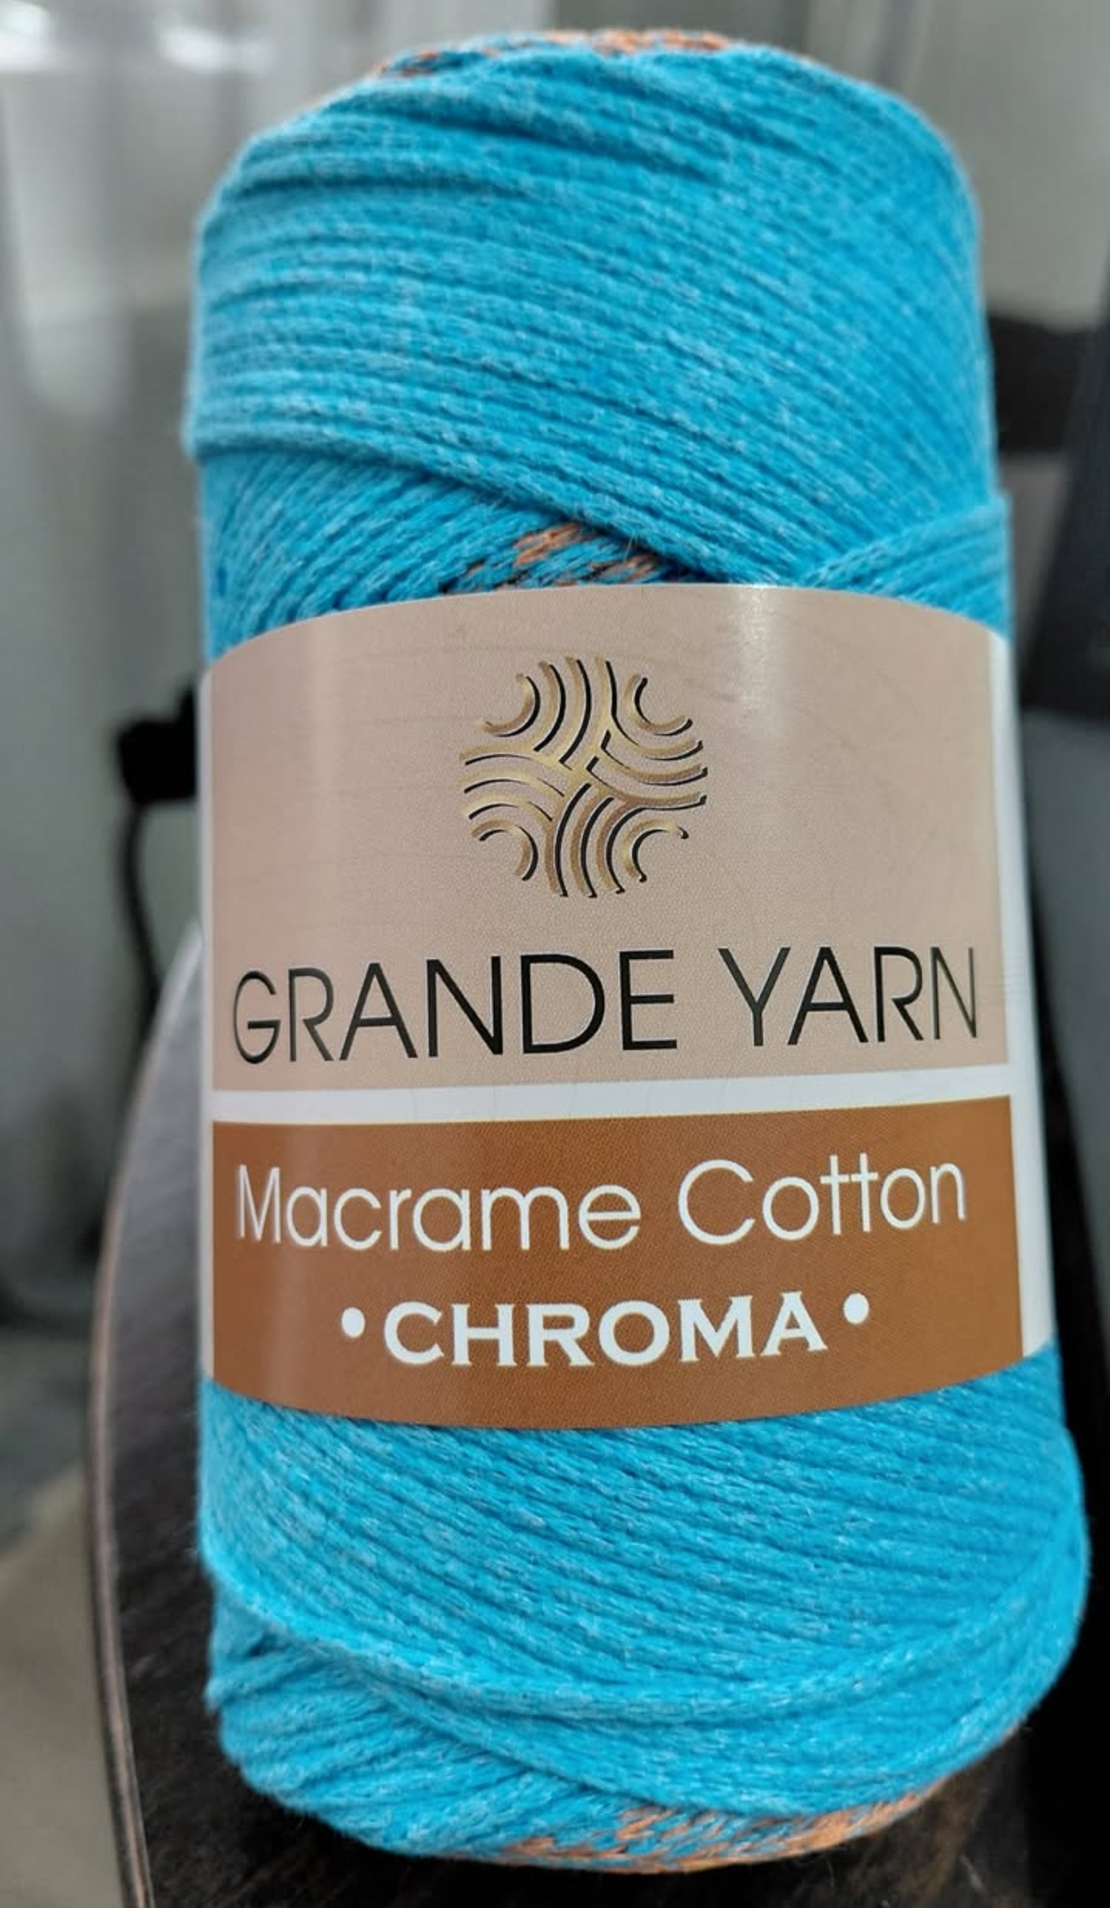 GRANDE YARN
Macrame Cotton
• CHROMA •